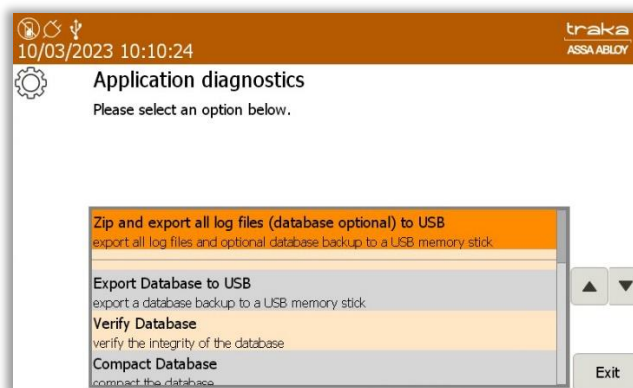 traka
10/03/2023 10:10:24
ASSA ABLOY
Application diagnostics
Please select an option below.
Zip and export all log files (database optional) to USB
export all log files and optional database backup to a USB memory stick
Export Database to USB
export a database backup to a USB memory stick
Verify Database
verify the integrity of the database
Compact Database
compact the database
Exit